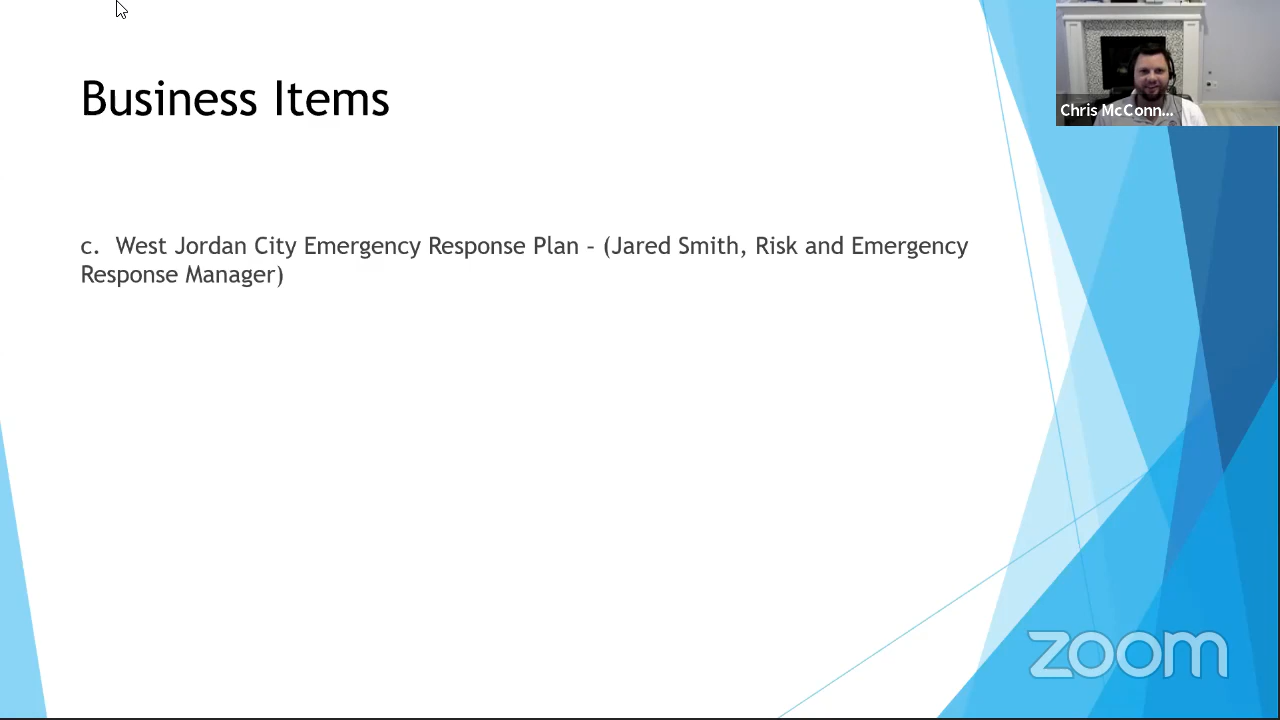 Business Items
Chris McConn...
c. West Jordan City Emergency Response Plan - (Jared Smith, Risk and Emergency
Response Manager)
zoom